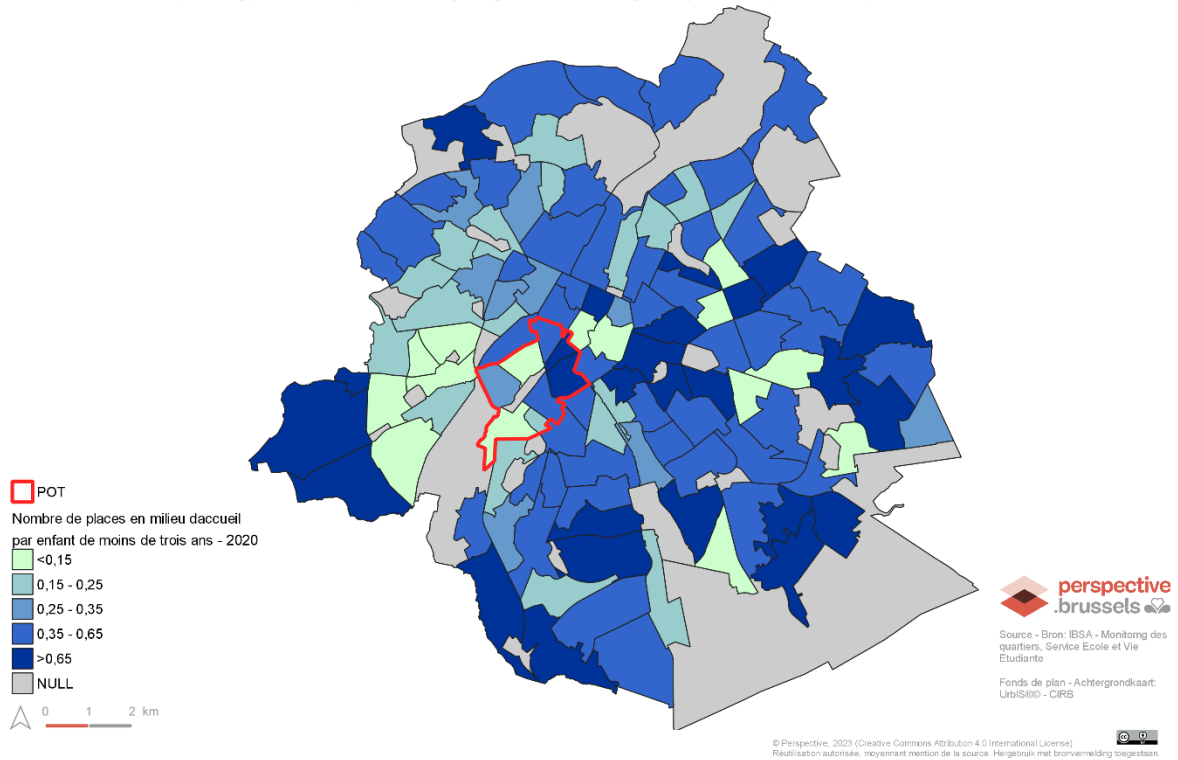 POT
Nombre de places en milieu daccueil
par enfant de moins de trois ans - 2020
<0,15
0,15 - 0,25
0,25 - 0,35
0,35 - 0,65
>0,65
NULL
0 1 2 km
perspective
.brussels
Source - Bron: IBSA - Monitorng des
quartiers, Service Ecole et Vie
Étudiante
Fonds de plan - Achtergrondkaart:
UrbIS®© - CIRB
© Perspective, 2023 (Creative Commons Attribution 4.0 International License)
Réutilisation autorisée, moyennant mention de la source. Hergebruik met bronvermelding toegestaan.